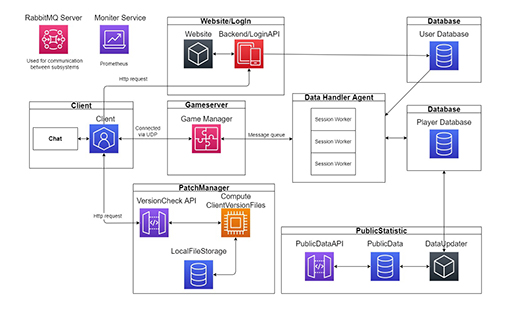 RabbitMQ Server
Moniter Service
Used for communication
between subsystems
Prometheus
Website/Login
Website
Backend/LoginAPI
Database
User Database
Http request
Client
Client
Chat
Connected
via UDP
Gameserver
Game Manager
Message queue
Data Handler Agent
Session Worker
Session Worker
Session Worker
Database
Player Database
Http request
PatchManager
VersionCheck API
Compute
ClientVersionFiles
LocalFileStorage
PublicStatistic
PublicDataAPI
PublicData
DataUpdater